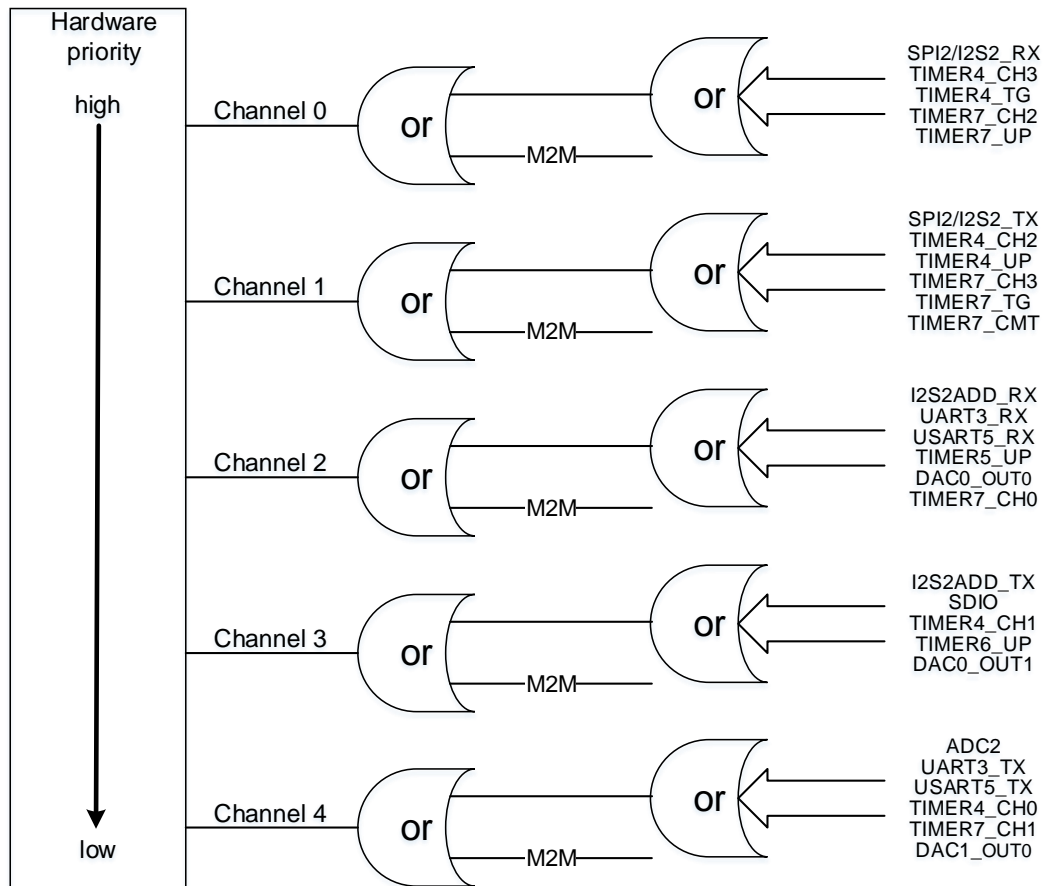 Hardware
priority
high
low
Channel 0
or
M2M
or
SPI2/I2S2_RX
TIMER4_CH3
TIMER4_TG
TIMER7_CH2
TIMER7_UP
Channel 1
or
M2M
or
SPI2/I2S2_TX
TIMER4_CH2
TIMER4_UP
TIMER7_CH3
TIMER7_TG
TIMER7_CMT
Channel 2
or
M2M
or
I2S2ADD_RX
UART3_RX
USART5_RX
TIMER5_UP
DAC0_OUT0
TIMER7_CH0
Channel 3
or
M2M
or
I2S2ADD_TX
SDIO
TIMER4_CH1
TIMER6_UP
DAC0_OUT1
Channel 4
or
M2M
or
ADC2
UART3_TX
USART5_TX
TIMER4_CH0
TIMER7_CH1
DAC1_OUT0